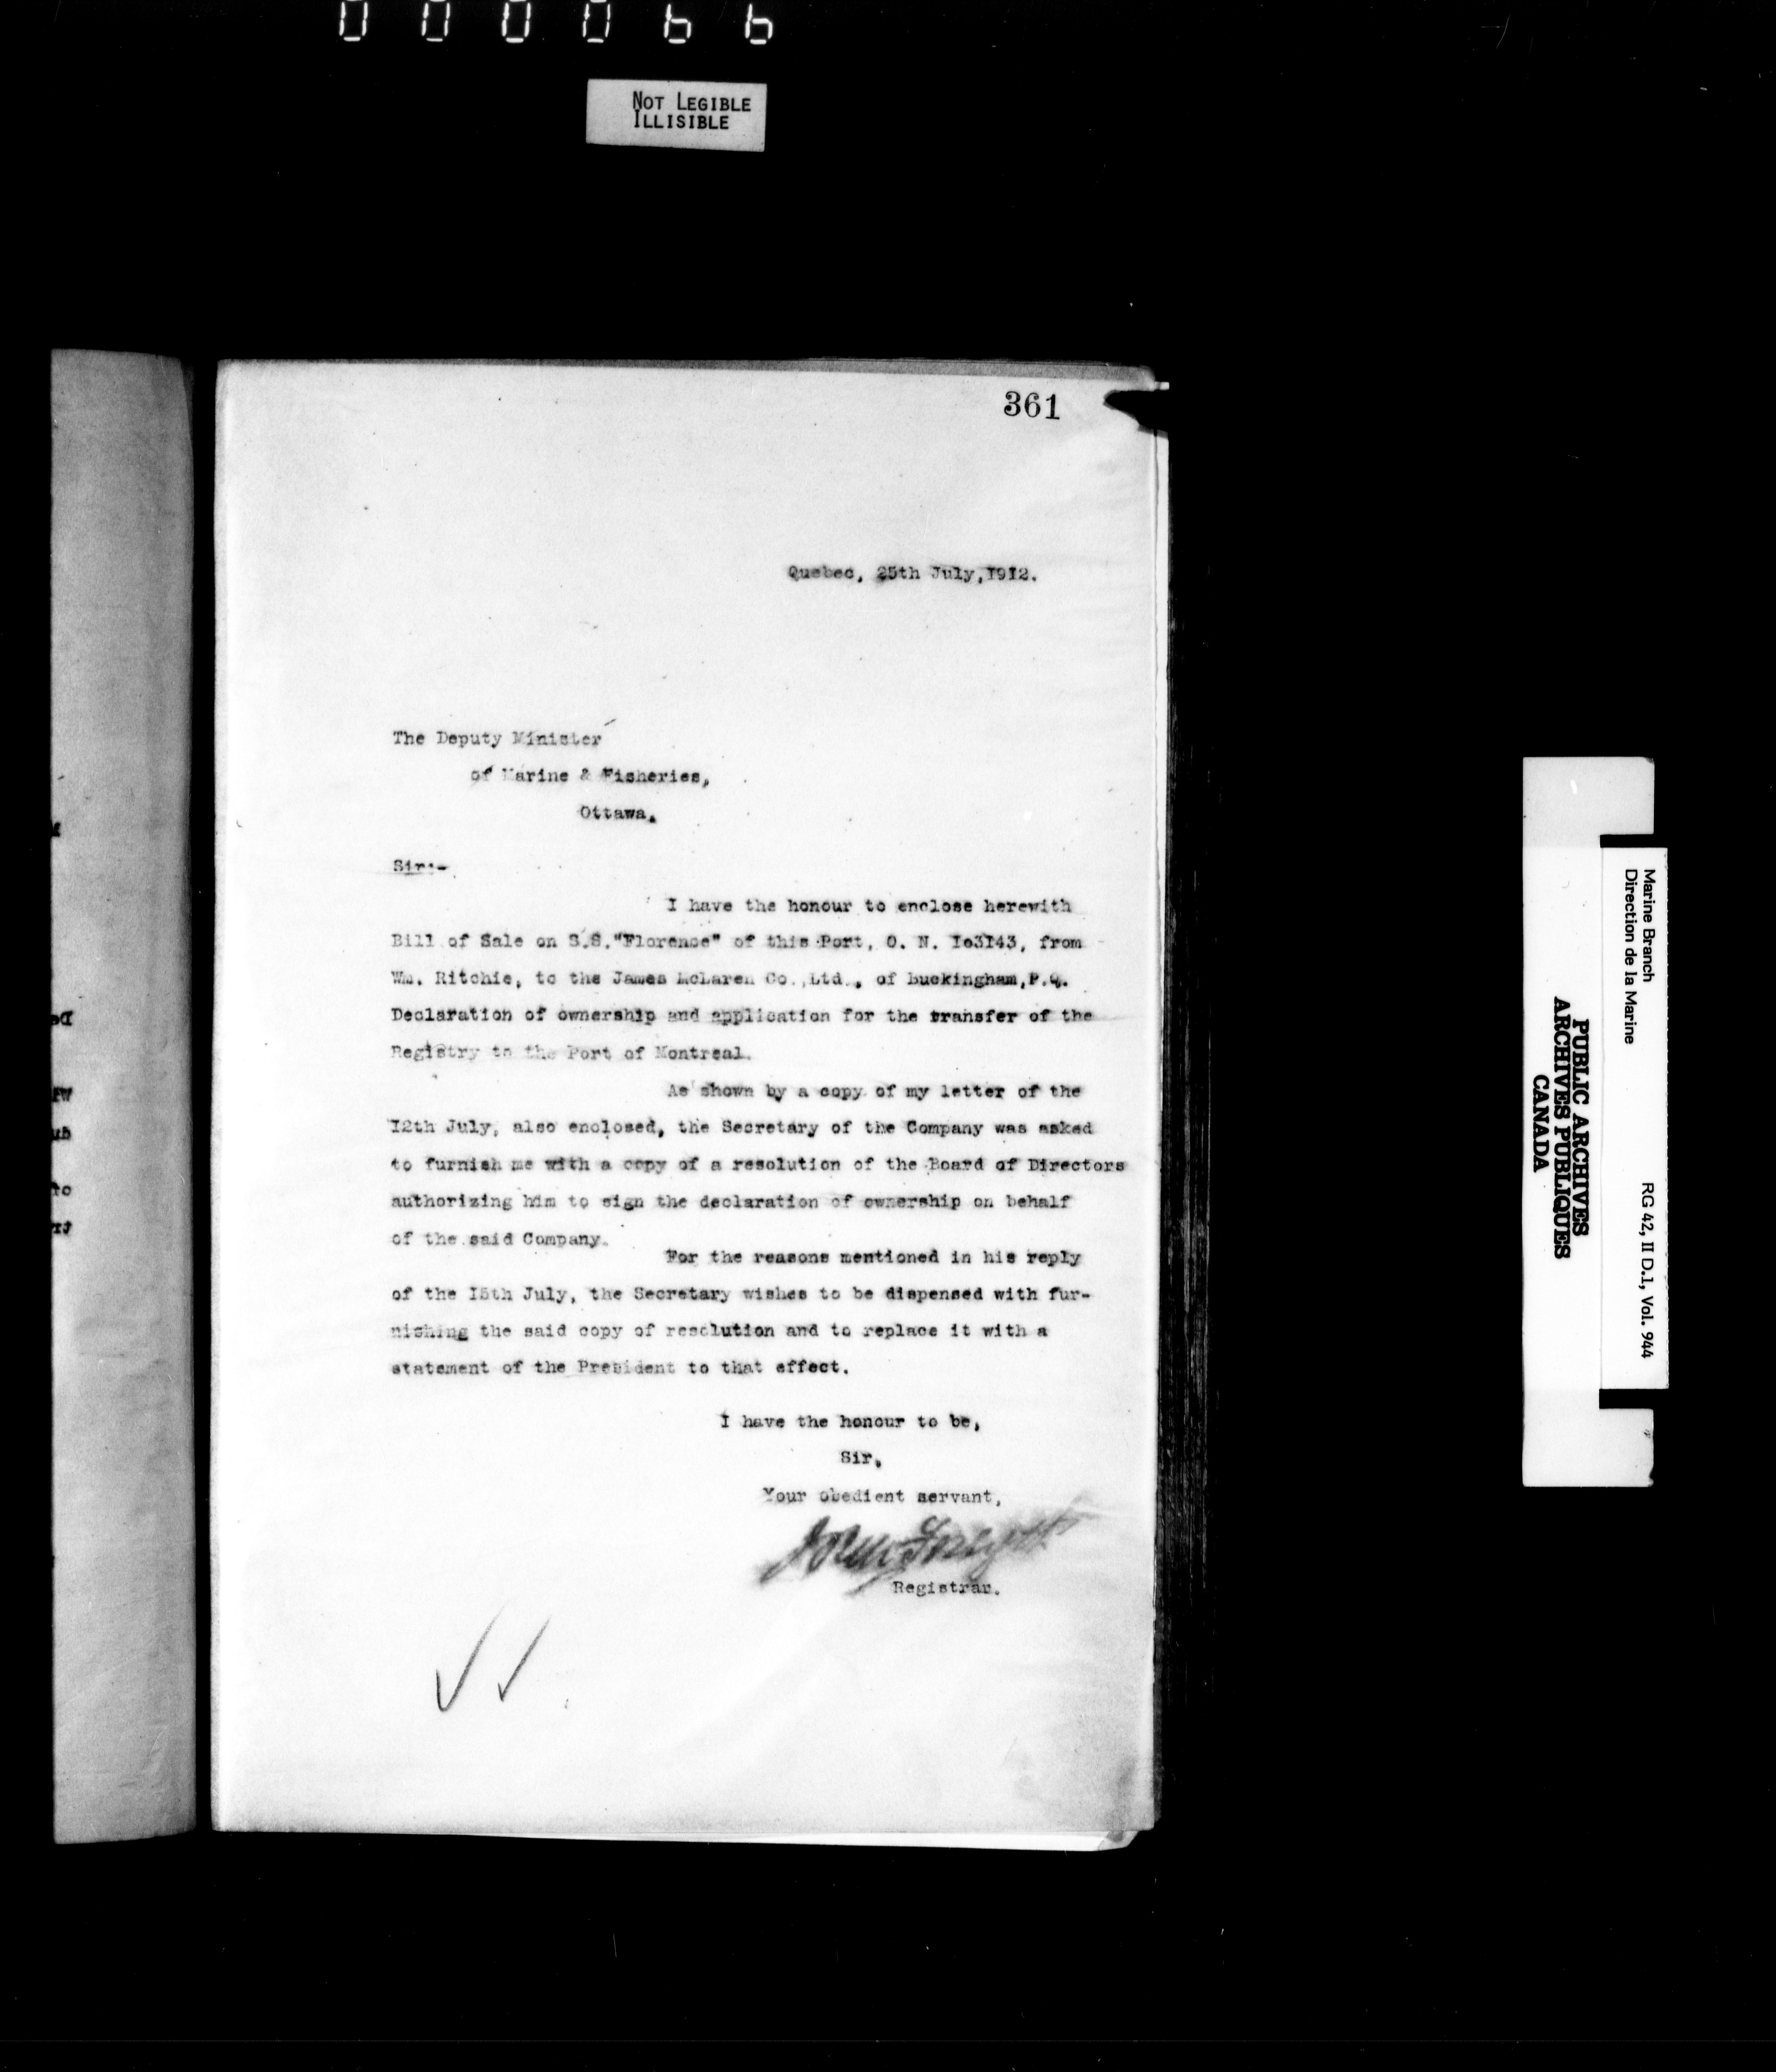 000066
NOT LEGIBLE
ILLISIBLE
361
Quebec, 25th July,1912.
The Deputy Minister
of Marine & Fisheries,
Ottawa.
Sir:-
I have the honour to enclose herewith
Bill of Sale on S.S."Florence" of this Port, O. N. Io3I43, from
Wm. Ritchie, to the James McLaren Co.,Ltd., of Buckingham,P.Q.
Declaration of ownership and application for the transfer of the
Registry to the Port of Montreal.
As shown by a copy of my letter of the
I2th July, also enclosed, the Secretary of the Company was asked
to furnish me with a copy of a resolution of the Board of Directors
authorizing him to sign the declaration of ownership on behalf
of the said Company.
For the reasons mentioned in his reply
of the I5th July, the Secretary wishes to be dispensed with fur-
nishing the said copy of resolution and to replace it with a
statement of the President to that effect.
I have the honour to be,
Sir,
Your obedient servant,
Registrar.
Marine Branch
Direction de la Marine
RG 42, II D.1, Vol. 944
PUBLIC ARCHIVES
ARCHIVES PUBLIQUES
CANADA